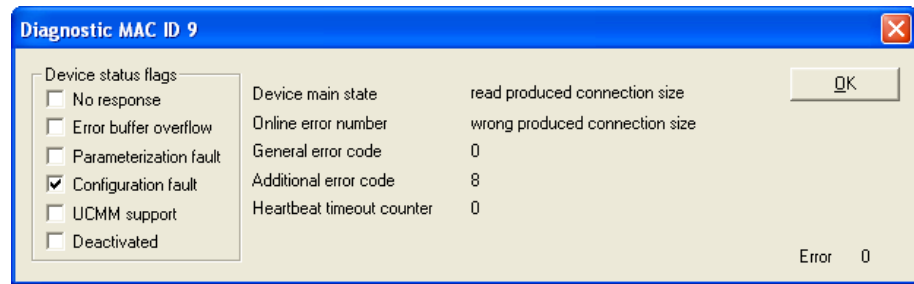 Diagnostic MAC ID 9
Device status flags
No response
Error buffer overflow
Parameterization fault
Configuration fault
UCMM support
Deactivated
Device main state read produced connection size
Online error number wrong produced connection size
General error code 0
Additional error code 8
Heartbeat timeout counter 0
OK
Error 0